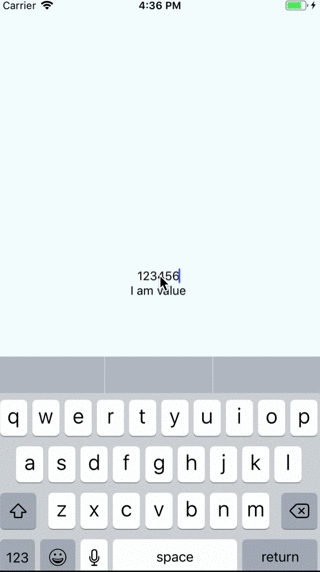 Carrier 4:36 PM
123456
I am value
q w e r t y u i o p
a s d f g h j k l
z x c v b n m
123 space return